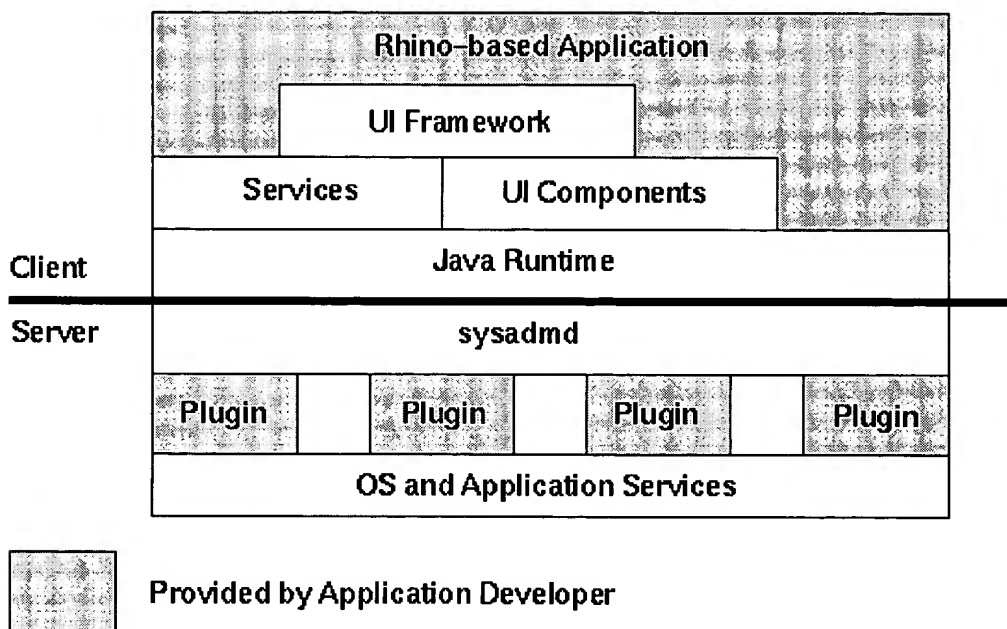 Rhino-based Application
UI Framework
Services UI Components
Client Java Runtime
Server sysadmd
Plugin Plugin Plugin Plugin
OS and Application Services
Provided by Application Developer